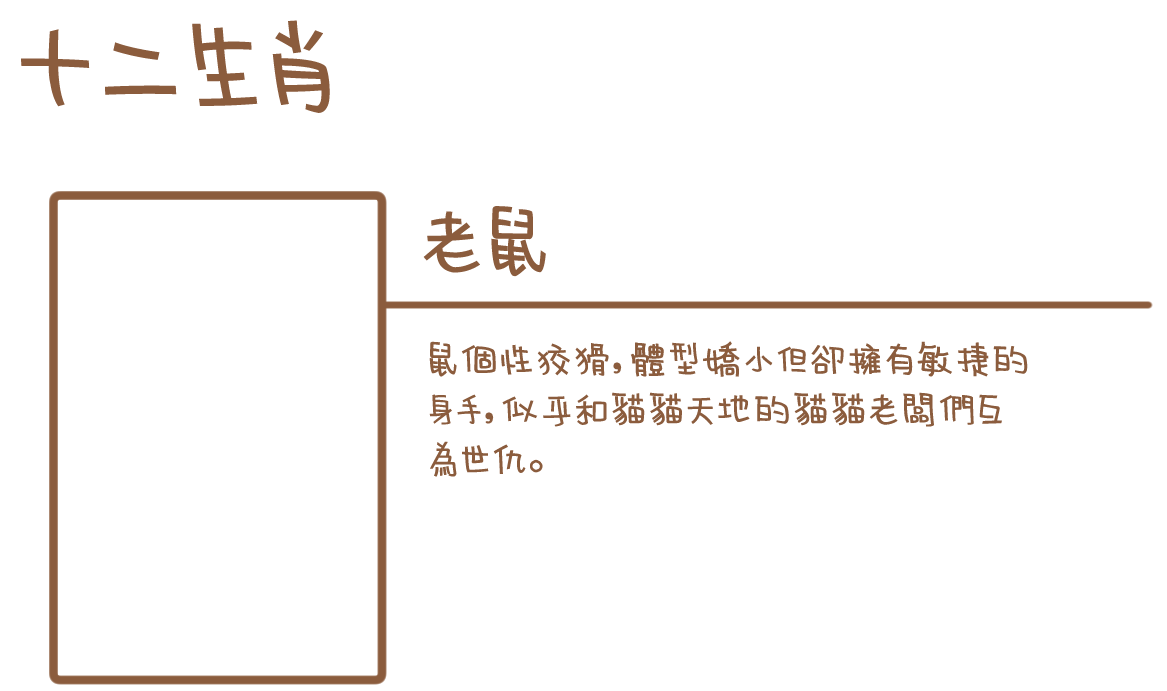 十二生肖
老鼠
鼠個性狡猾,體型嬌小但卻擁有敏捷的
身手,似乎和貓貓天地的貓貓老闆們互
為世仇。